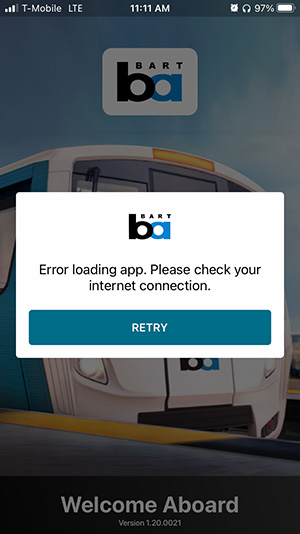 T-Mobile LTE 11:11 AM 97%
BART
ba
BART
ba
Error loading app. Please check your
internet connection.
RETRY
ba
Welcome Aboard
Version 1.20.0021